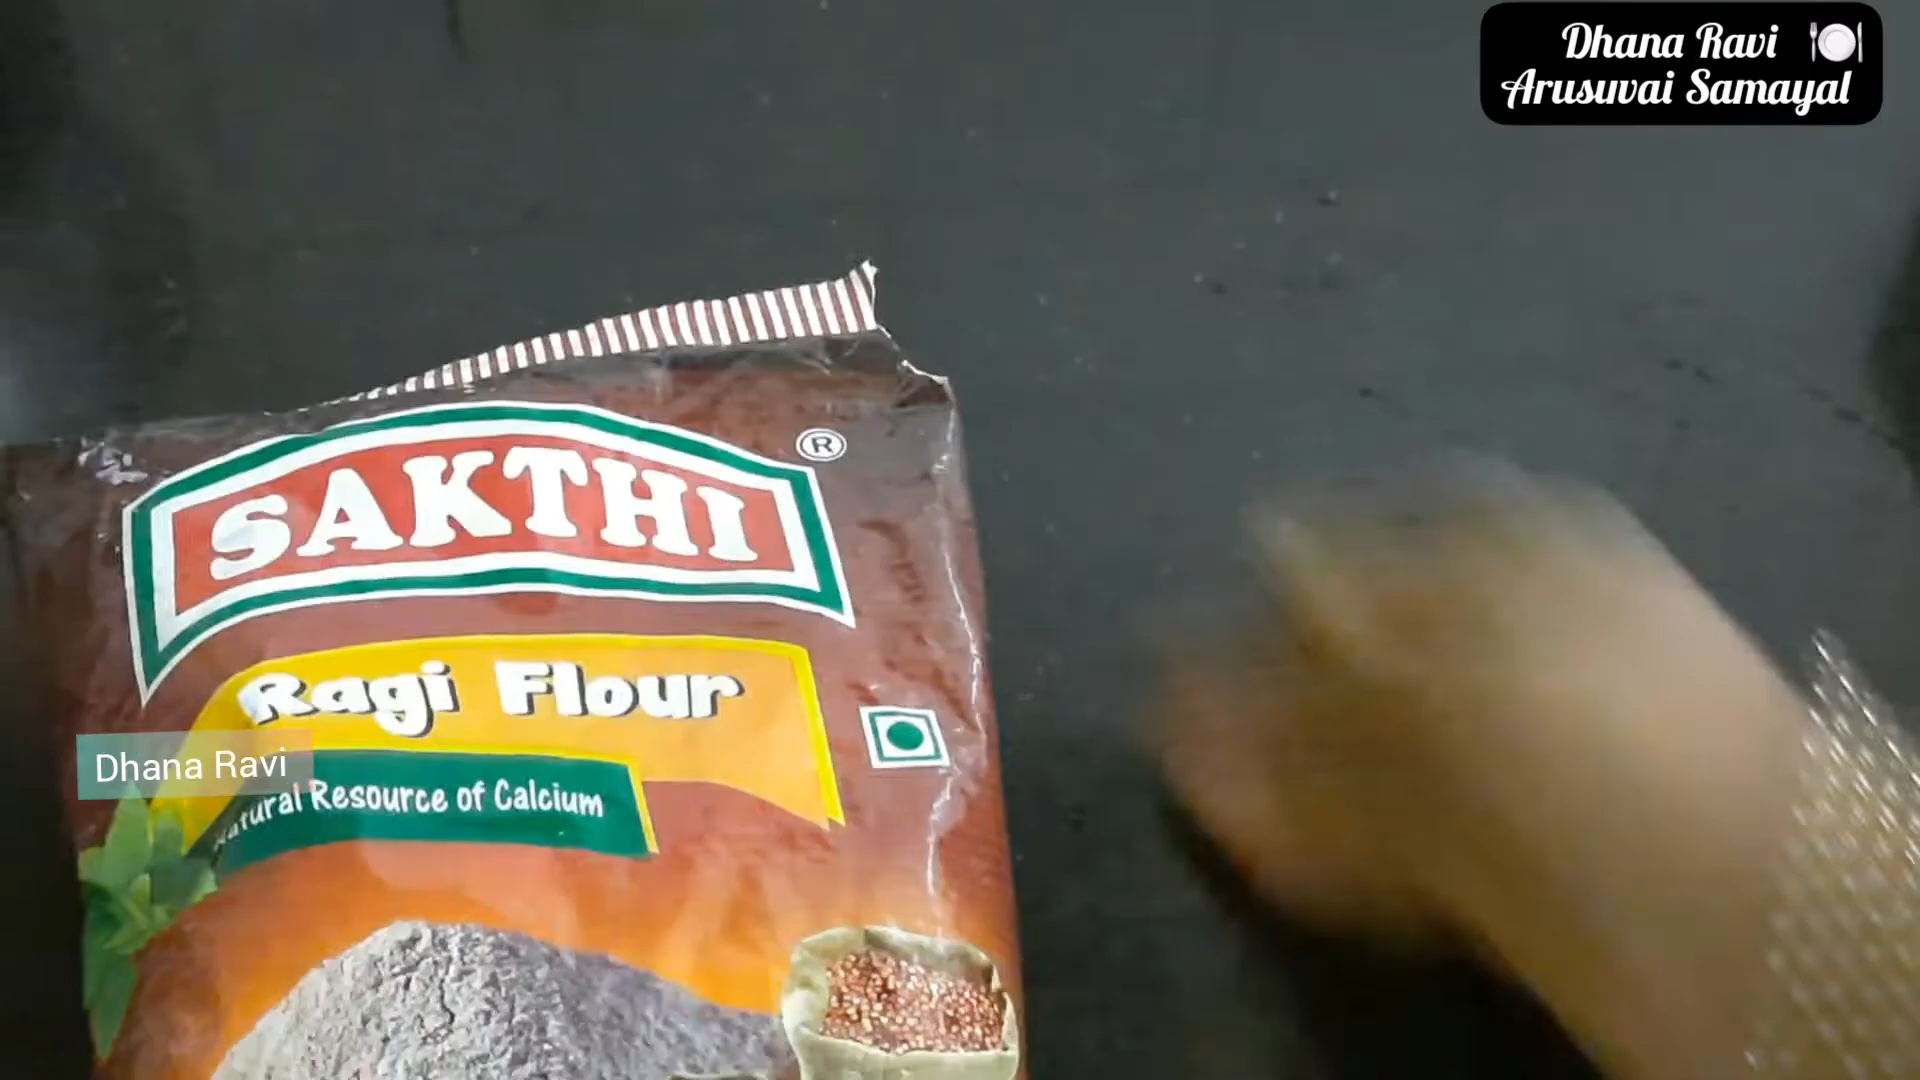 Dhana Ravi
Arusuvai Samayal
SAKTHI ®
Ragi Flour
Dhana Ravi
Resource of Calcium